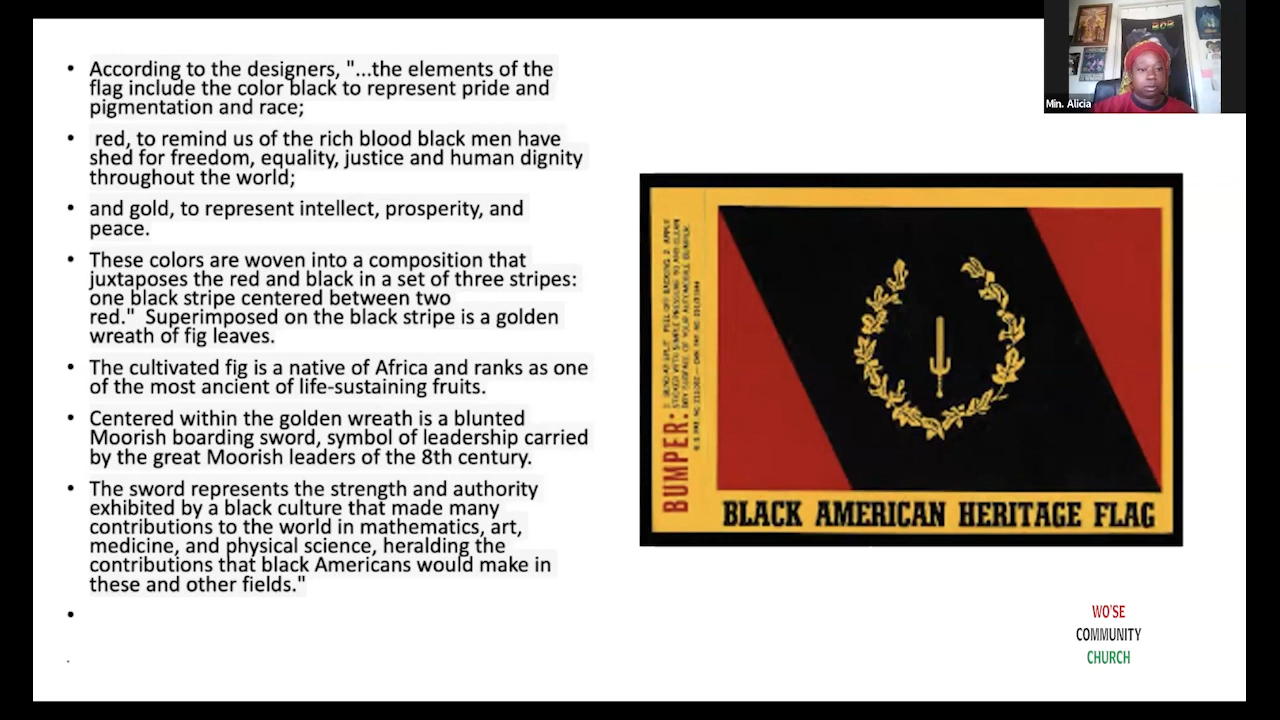 • According to the designers, "...the elements of the
flag include the color black to represent pride and
pigmentation and race;
• red, to remind us of the rich blood black men have
shed for freedom, equality, justice and human dignity
throughout the world;
• and gold, to represent intellect, prosperity, and
peace.
• These colors are woven into a composition that
juxtaposes the red and black in a set of three stripes:
one black stripe centered between two
red." Superimposed on the black stripe is a golden
wreath of fig leaves.
• The cultivated fig is a native of Africa and ranks as one
of the most ancient of life-sustaining fruits.
• Centered within the golden wreath is a blunted
Moorish boarding sword, symbol of leadership carried
by the great Moorish leaders of the 8th century.
• The sword represents the strength and authority
exhibited by a black culture that made many
contributions to the world in mathematics, art,
medicine, and physical science, heralding the
contributions that black Americans would make in
these and other fields."
Min. Alicia
BUMPER:
BLACK AMERICAN HERITAGE FLAG
WO'SE
COMMUNITY
CHURCH